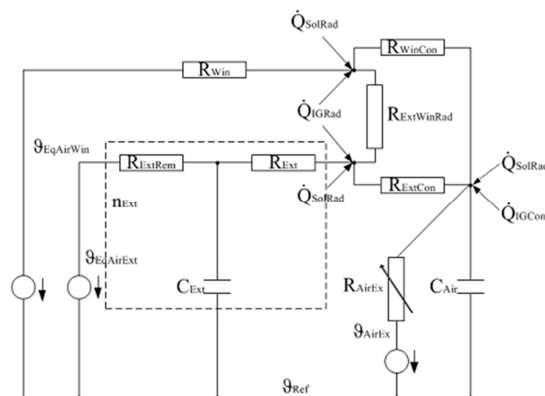 Q̇SolRad
RWin
RWinCon
Q̇IGRad
RExtWinRad
ϑEqAirWin
RExtRem
RExt
Q̇SolRad
nExt
Q̇SolRad
RExtCon
Q̇IGCon
ϑEqAirExt
CExt
RAirEx
CAir
ϑAirEx
ϑRef